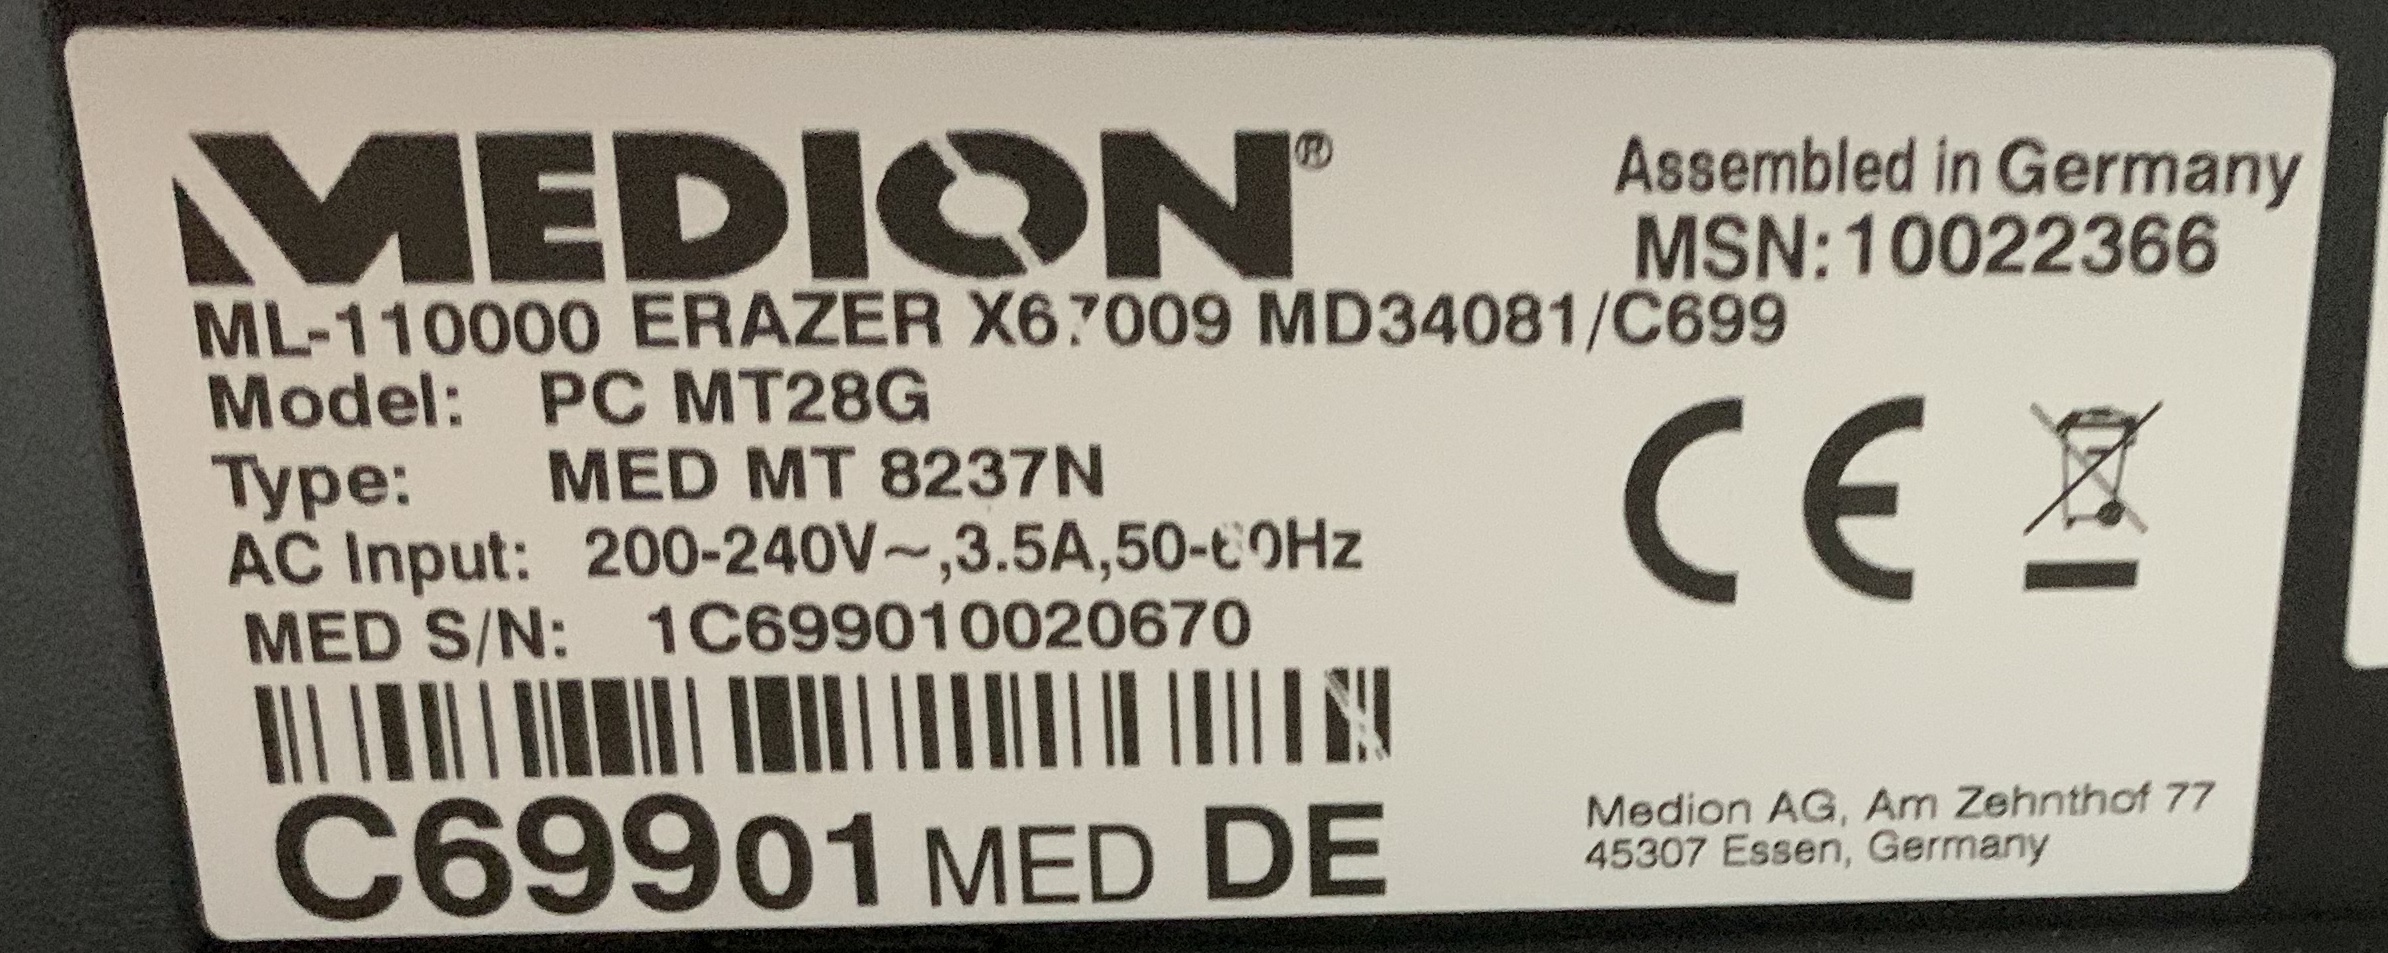 MEDION®
Assembled in Germany
MSN:10022366
ML-110000 ERAZER X67009 MD34081/C699
Model: PC MT28G
Type: MED MT 8237N
AC Input: 200-240V~,3.5A,50-60Hz
MED S/N: 1C699010020670
CE
C69901 MED DE
Medion AG, Am Zehnthof 77
45307 Essen, Germany